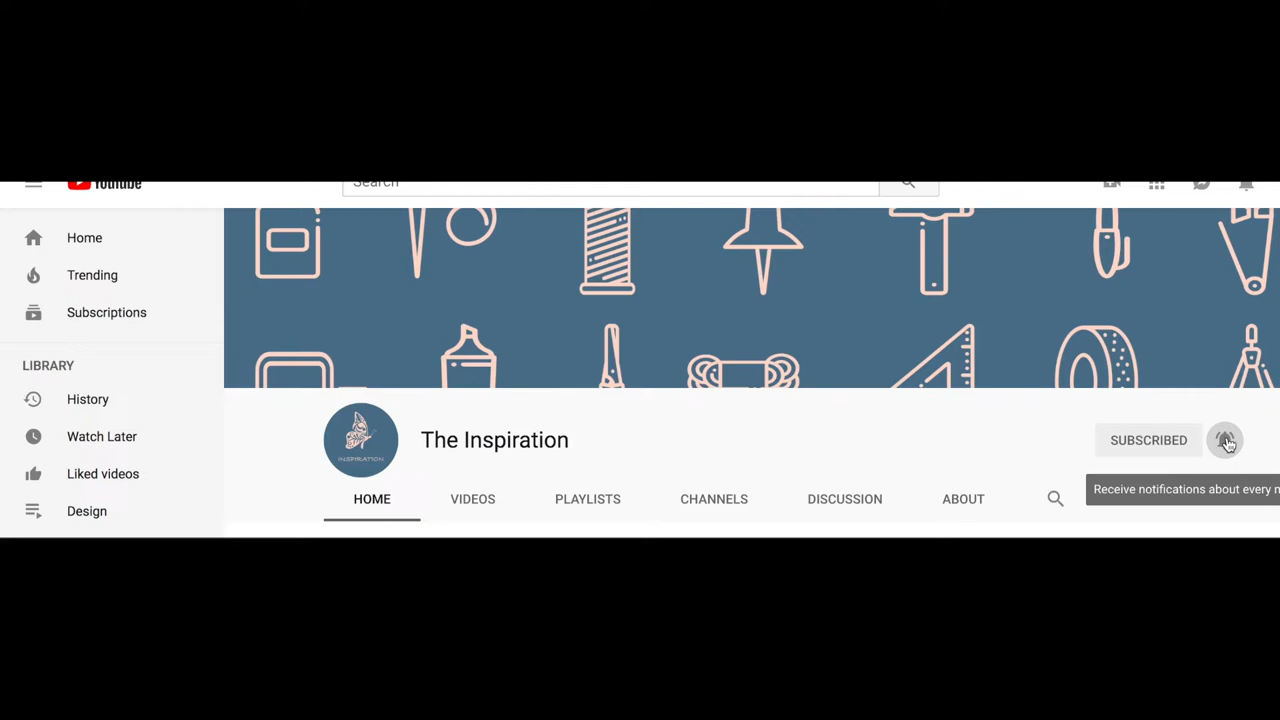 YouTube
Search
Home
Trending
Subscriptions
LIBRARY
History
Watch Later
Liked videos
Design
INSPIRATION
The Inspiration
SUBSCRIBED
Receive notifications about every
HOME
VIDEOS
PLAYLISTS
CHANNELS
DISCUSSION
ABOUT